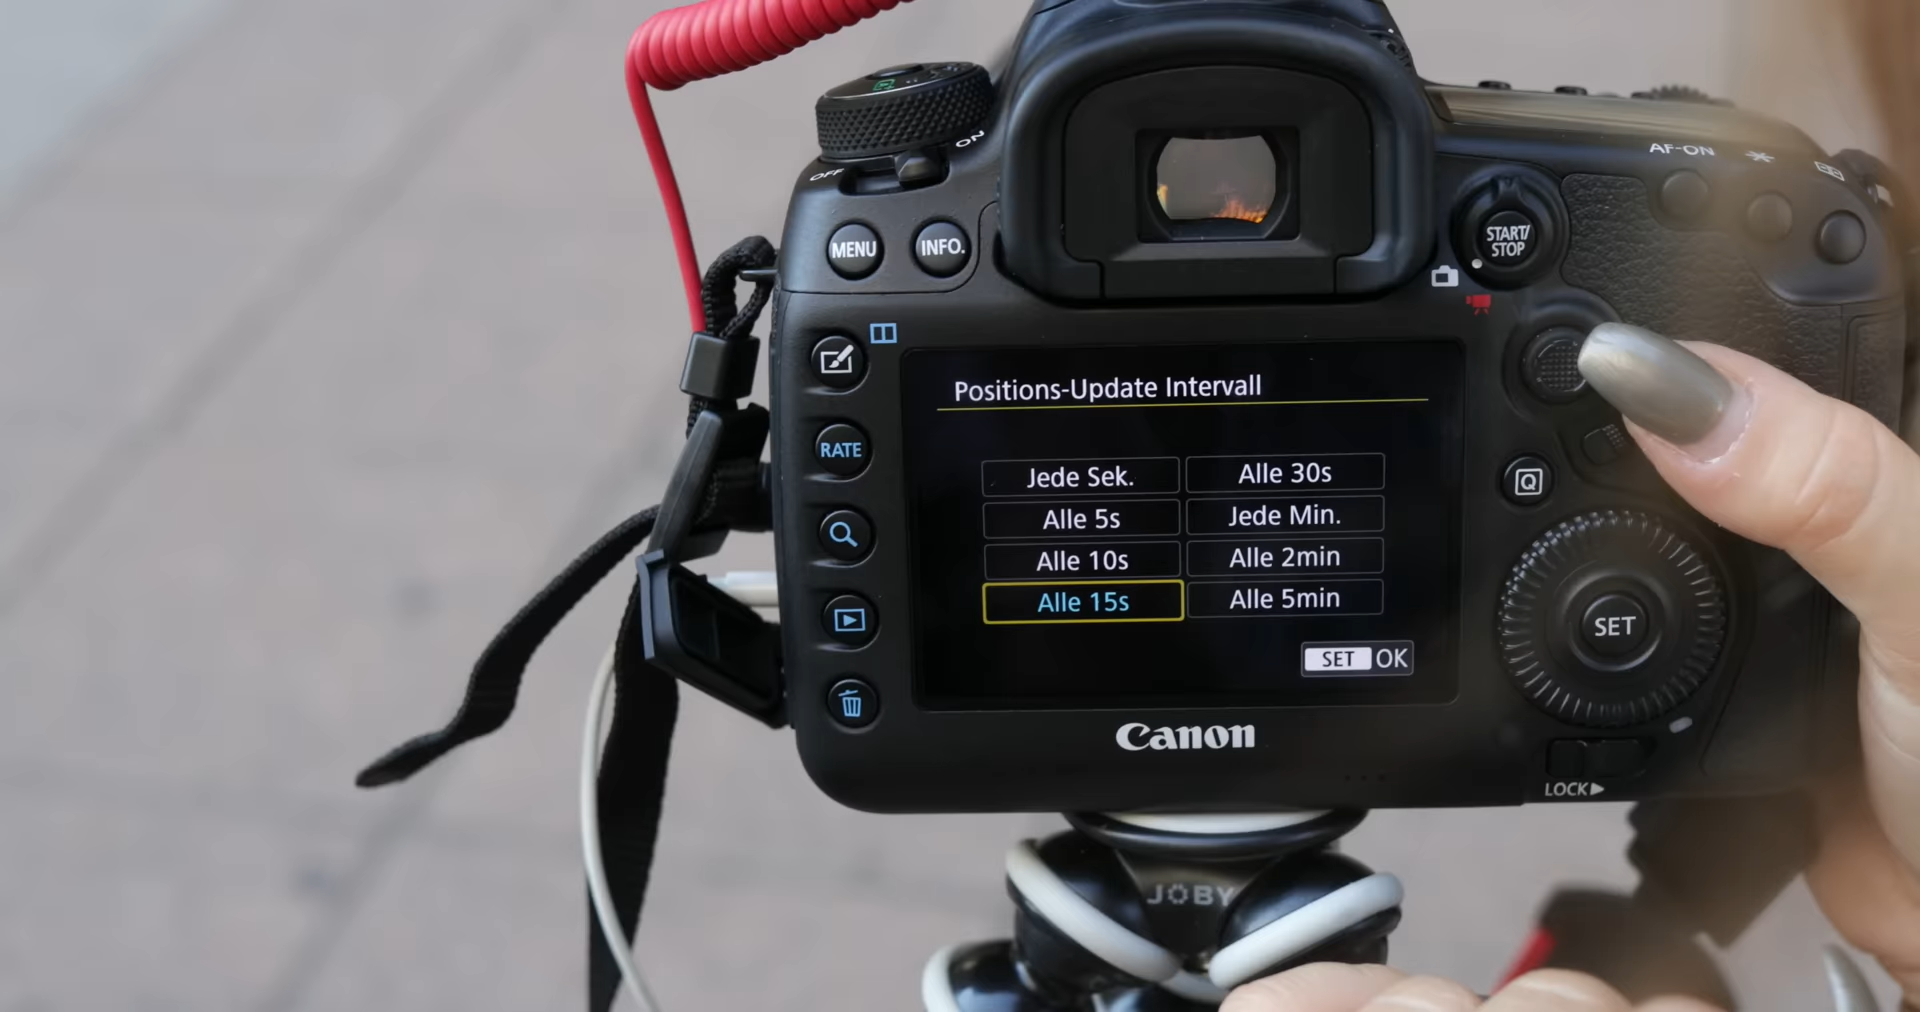 ON
OFF
MENU
INFO.
AF-ON
START/
STOP
RATE
Positions-Update Intervall
Jede Sek.
Alle 30s
Alle 5s
Jede Min.
Alle 10s
Alle 2min
Alle 15s
Alle 5min
SET OK
Q
SET
Canon
LOCK
JOBY